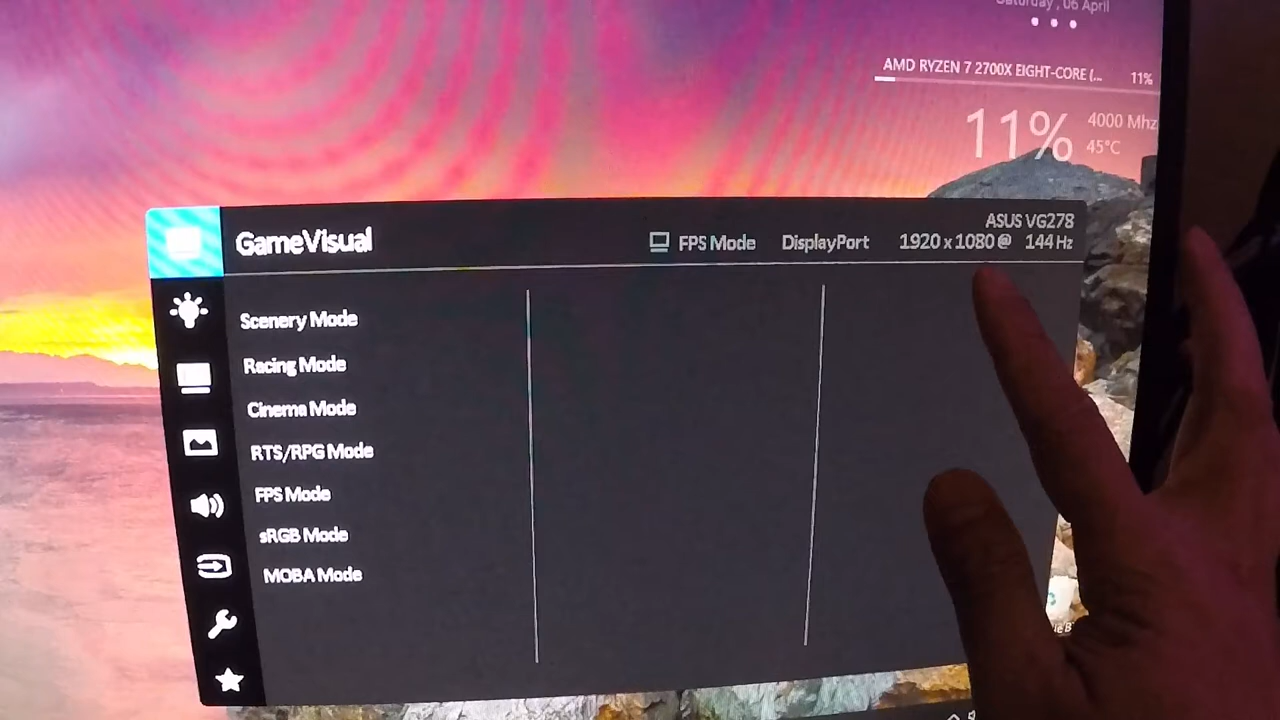 Saturday, 06 April
AMD RYZEN 7 2700X EIGHT-CORE (... 11%
11% 4000 Mhz
45°C
ASUS VG278
GameVisual FPS Mode DisplayPort 1920 x 1080 @ 144 Hz
Scenery Mode
Racing Mode
Cinema Mode
RTS/RPG Mode
FPS Mode
sRGB Mode
MOBA Mode